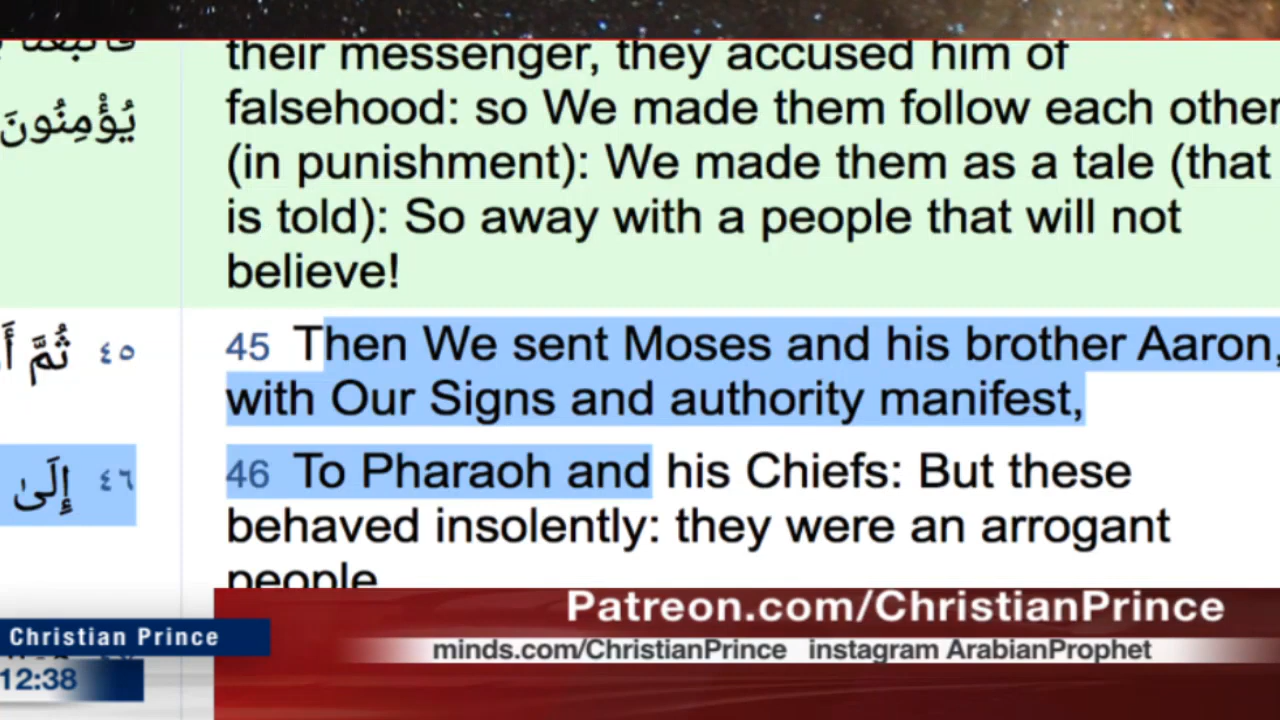 their messenger, they accused him of
يُؤْمِنُونَ
falsehood: so We made them follow each other
(in punishment): We made them as a tale (that
is told): So away with a people that will not
believe!
٤٥ ثُمَّ
45 Then We sent Moses and his brother Aaron,
with Our Signs and authority manifest,
٤٦ إِلَىٰ
46 To Pharaoh and his Chiefs: But these
behaved insolently: they were an arrogant
people
Patreon.com/ChristianPrince
Christian Prince
minds.com/ChristianPrince instagram ArabianProphet
12:38